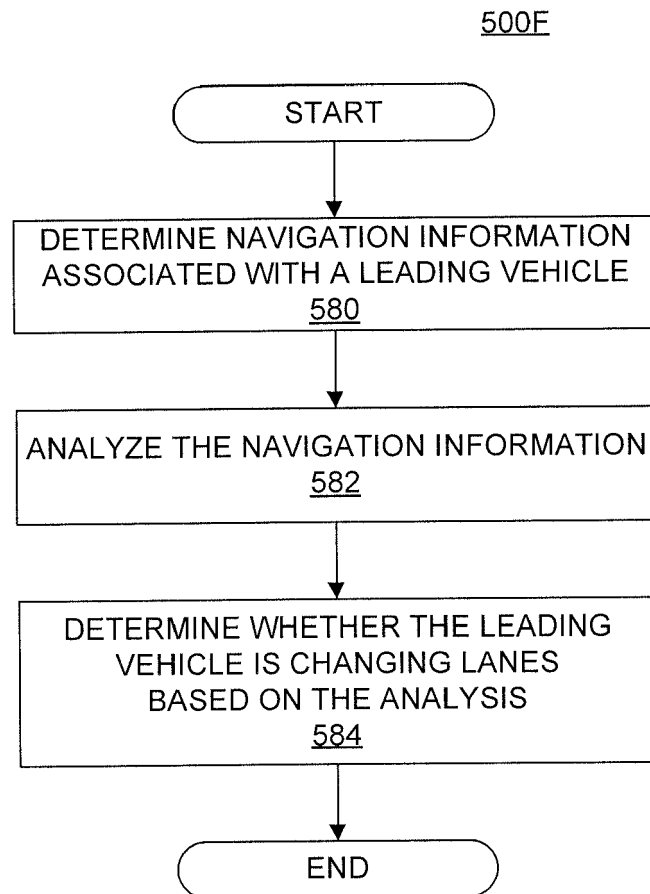 500F
START
DETERMINE NAVIGATION INFORMATION
ASSOCIATED WITH A LEADING VEHICLE
580
ANALYZE THE NAVIGATION INFORMATION
582
DETERMINE WHETHER THE LEADING
VEHICLE IS CHANGING LANES
BASED ON THE ANALYSIS
584
END